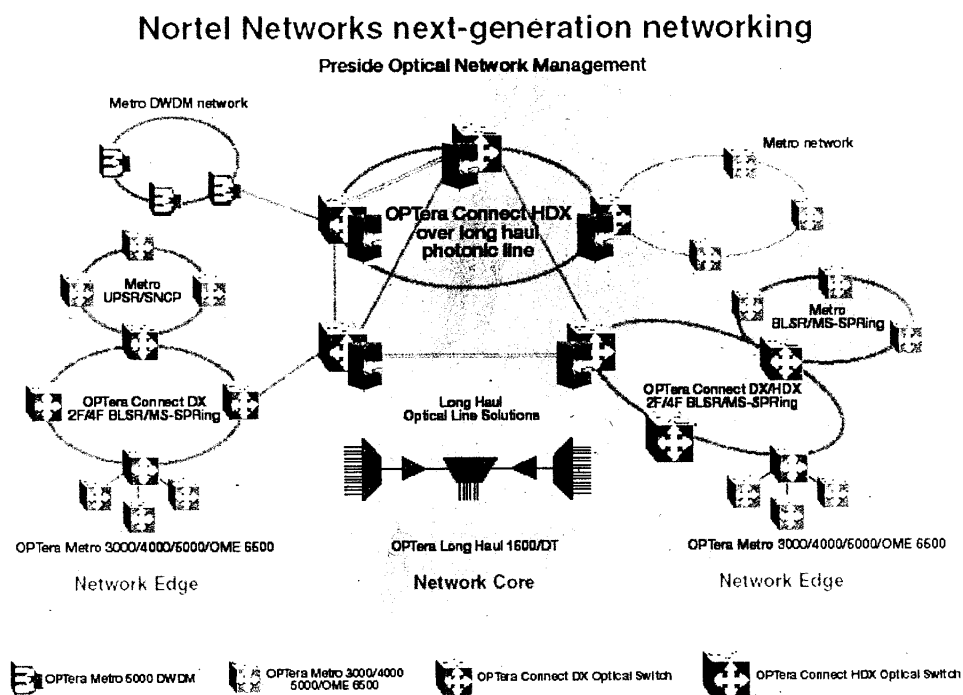 Nortel Networks next-generation networking
Preside Optical Network Management
Metro DWDM network
Metro network
OPTera Connect HDX
over long haul
photonic line
Metro
UPSR/SNCP
Metro
BLSR/MS-SPRing
OPTera Connect DX
2F/4F BLSR/MS-SPRing
Long Haul
Optical Line Solutions
OPTera Connect DX/HDX
2F/4F BLSR/MS-SPRing
OPTera Metro 3000/4000/5000/OME 6500
OPTera Long Haul 1600/DT
OPTera Metro 3000/4000/5000/OME 6500
Network Edge
Network Core
Network Edge
OPTera Metro 5000 DWDM
OPTera Metro 3000/4000
5000/OME 6500
OPTera Connect DX Optical Switch
OPTera Connect HDX Optical Switch